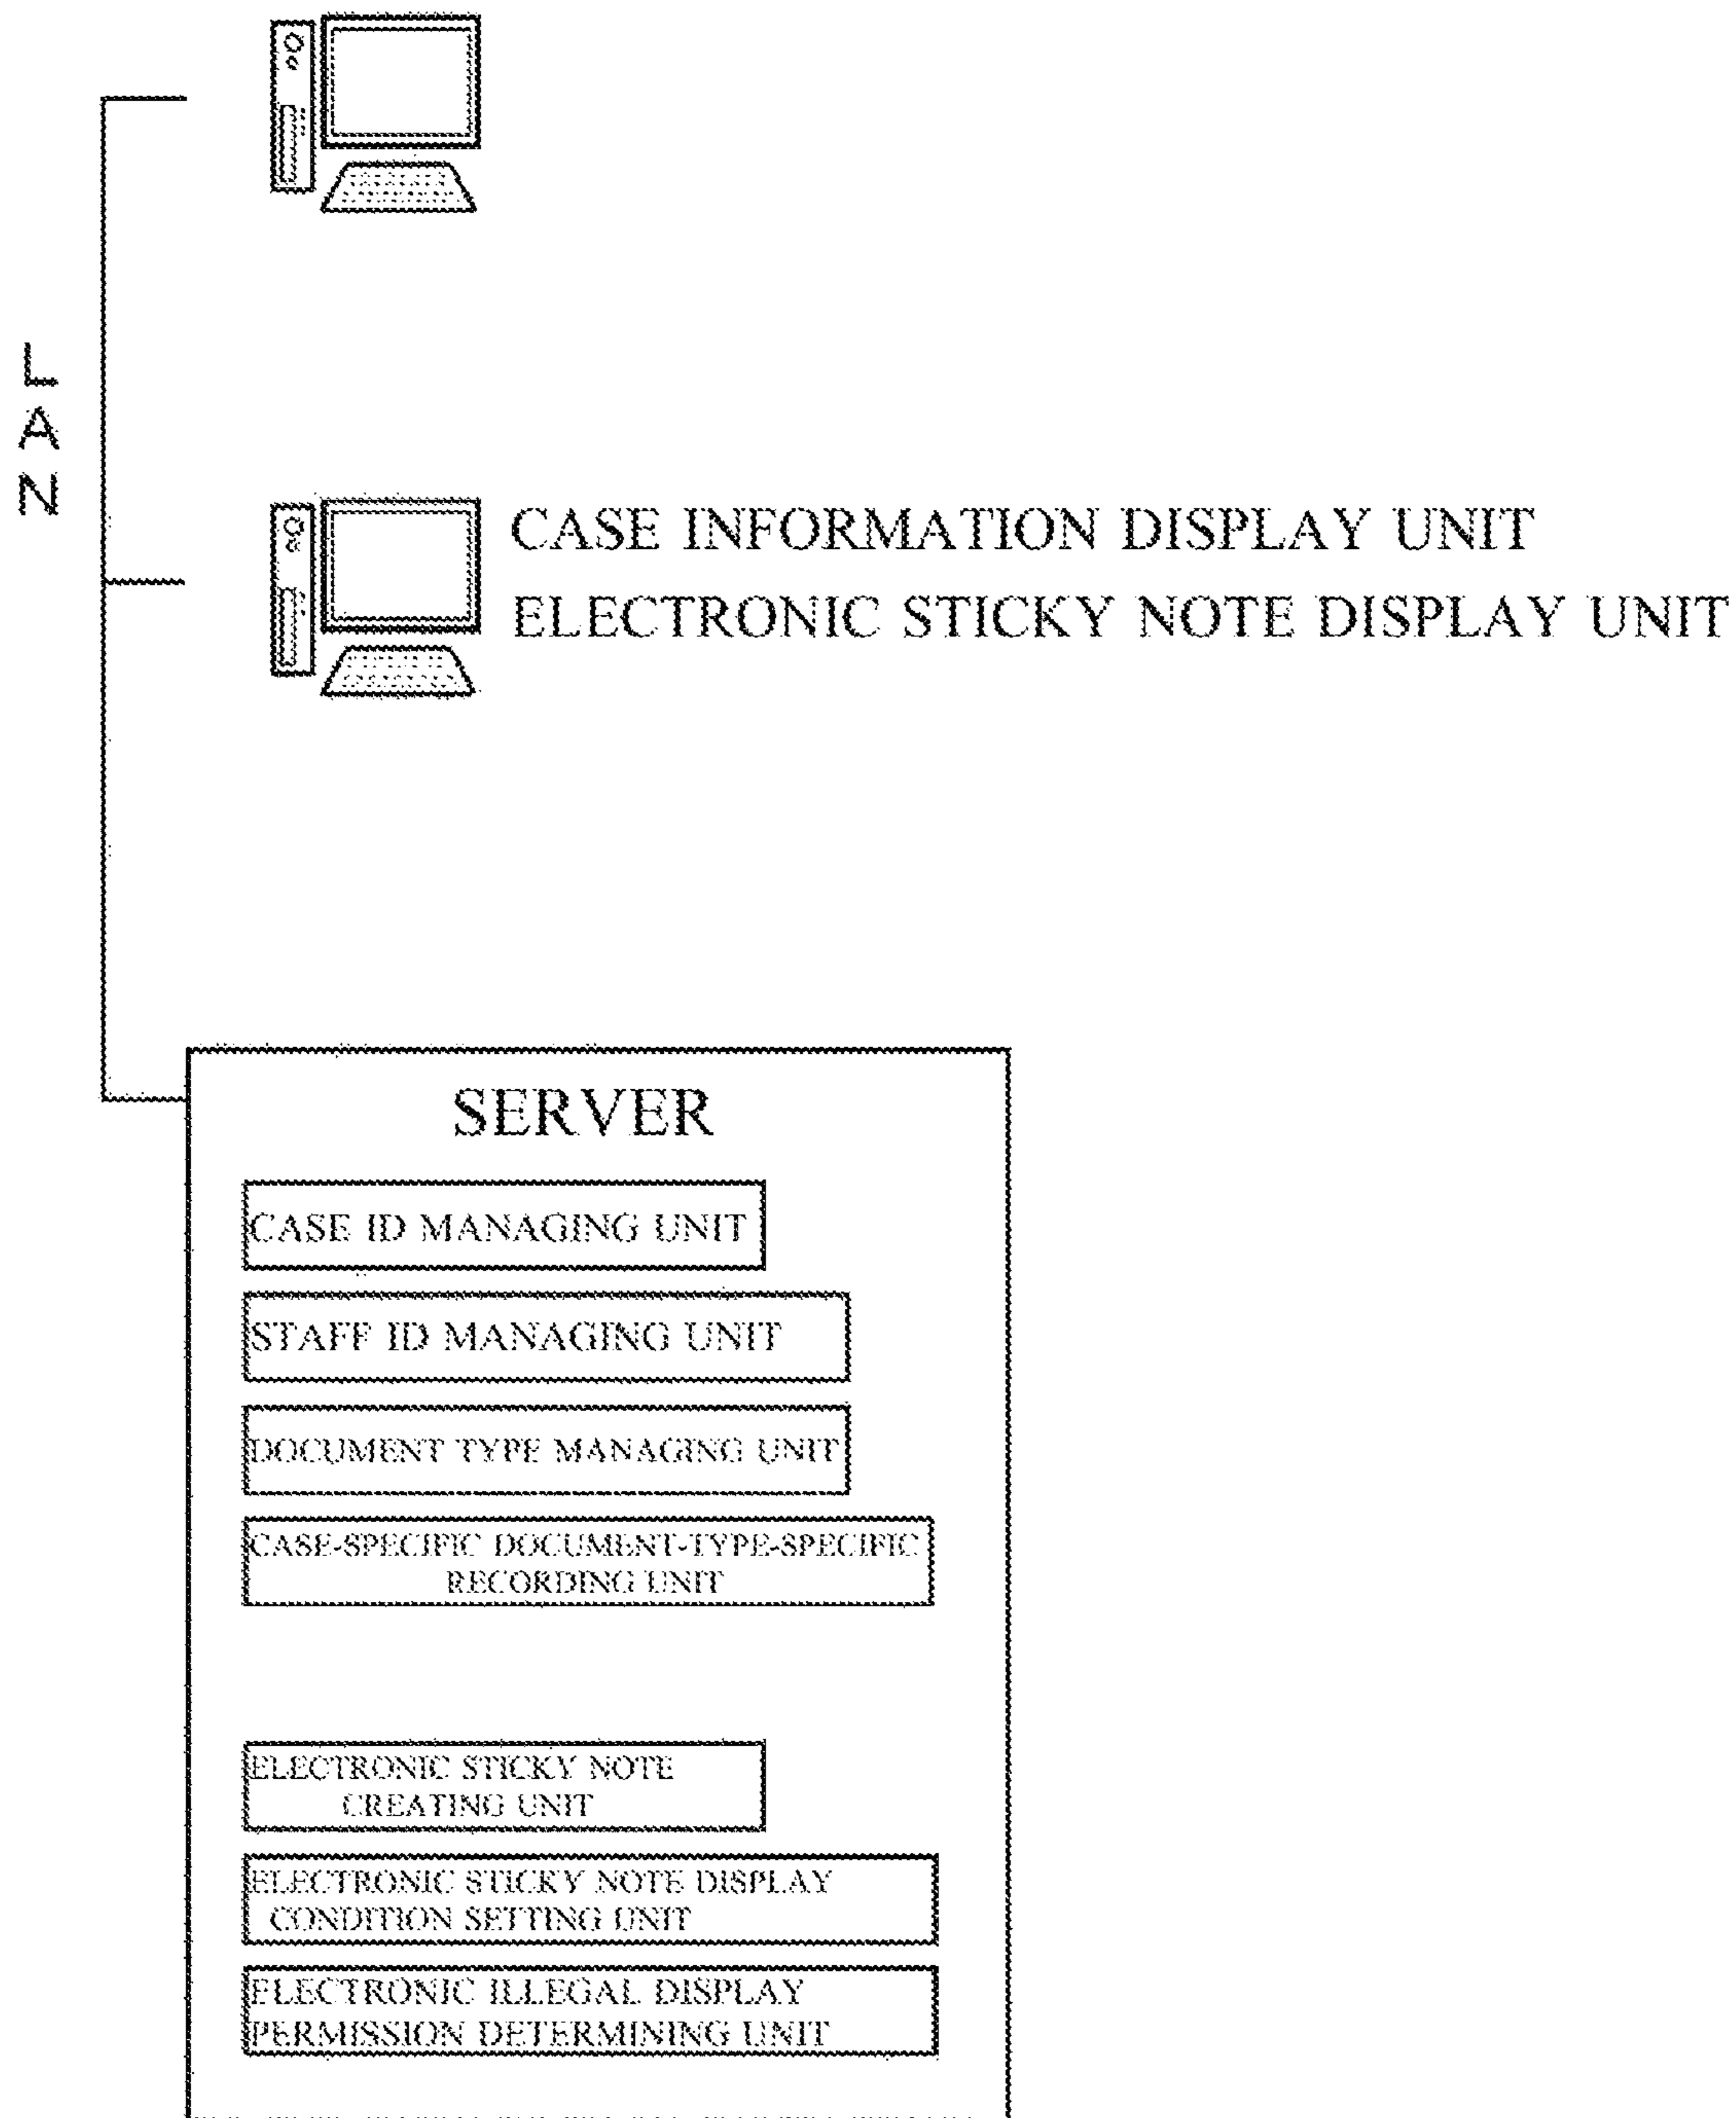 LAN
CASE INFORMATION DISPLAY UNIT
ELECTRONIC STICKY NOTE DISPLAY UNIT
SERVER
CASE ID MANAGING UNIT
STAFF ID MANAGING UNIT
DOCUMENT TYPE MANAGING UNIT
CASE-SPECIFIC DOCUMENT-TYPE-SPECIFIC
RECORDING UNIT
ELECTRONIC STICKY NOTE
CREATING UNIT
ELECTRONIC STICKY NOTE DISPLAY
CONDITION SETTING UNIT
ELECTRONIC ILLEGAL DISPLAY
PERMISSION DETERMINING UNIT